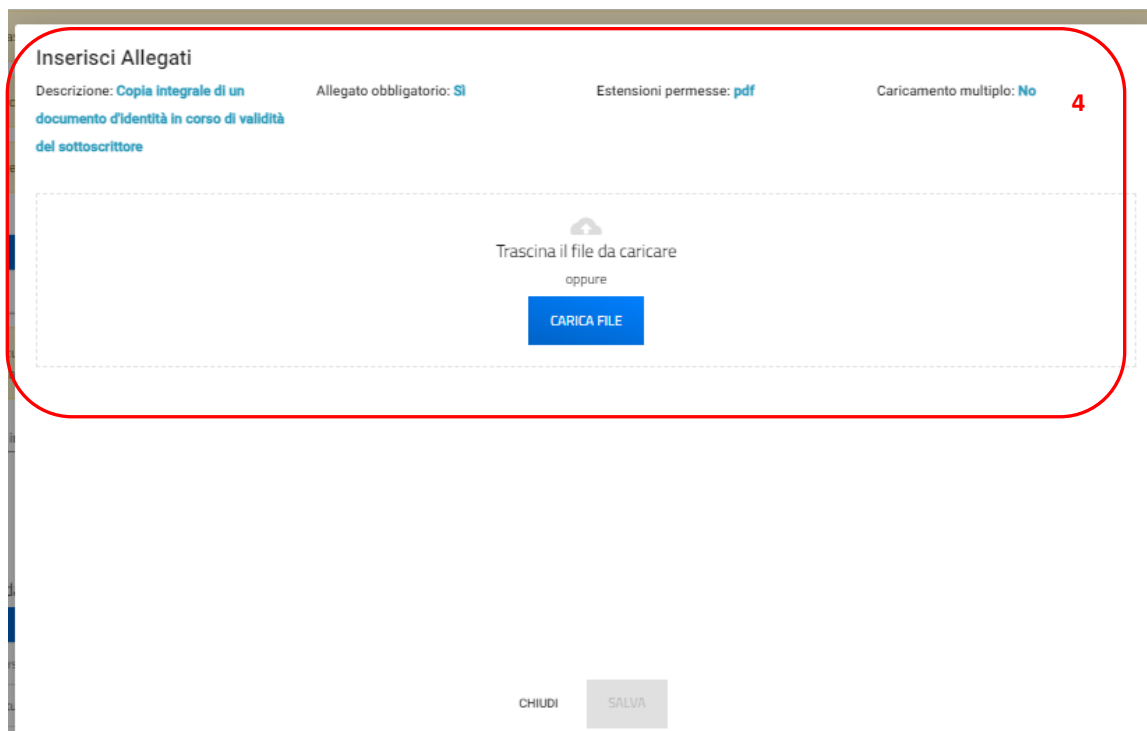 Inserisci Allegati
Descrizione: Copia integrale di un
documento d'identità in corso di validità
del sottoscrittore
Allegato obbligatorio: Sì
Estensioni permesse: pdf
Caricamento multiplo: No
4
Trascina il file da caricare
oppure
CARICA FILE
CHIUDI
SALVA